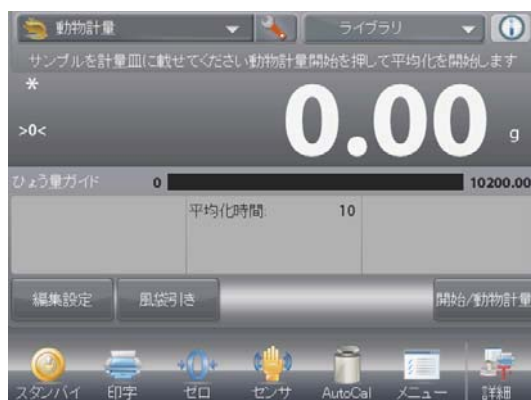 動物計量 ライブラリ
サンプルを計量皿に載せてください動物計量開始を押して平均化を開始します
*
>0< 0.00 g
ひょう量ガイド 0 10200.00
平均化時間: 10
編集設定 風袋引き 開始/動物計量
スタンバイ 印字 ゼロ センサ AutoCal メニュー 詳細